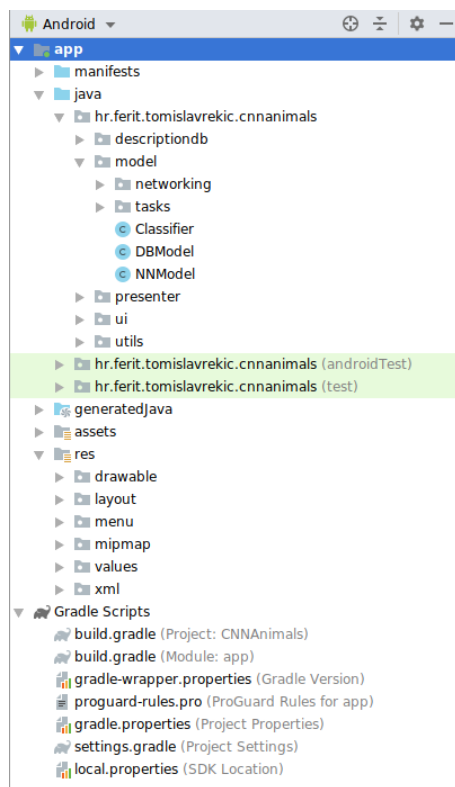 Android
app
manifests
java
hr.ferit.tomislavrekic.cnnanimals
descriptiondb
model
networking
tasks
C Classifier
C DBModel
C NNModel
presenter
ui
utils
hr.ferit.tomislavrekic.cnnanimals (androidTest)
hr.ferit.tomislavrekic.cnnanimals (test)
generatedJava
assets
res
drawable
layout
menu
mipmap
values
xml
Gradle Scripts
build.gradle (Project: CNNAnimals)
build.gradle (Module: app)
gradle-wrapper.properties (Gradle Version)
proguard-rules.pro (ProGuard Rules for app)
gradle.properties (Project Properties)
settings.gradle (Project Settings)
local.properties (SDK Location)